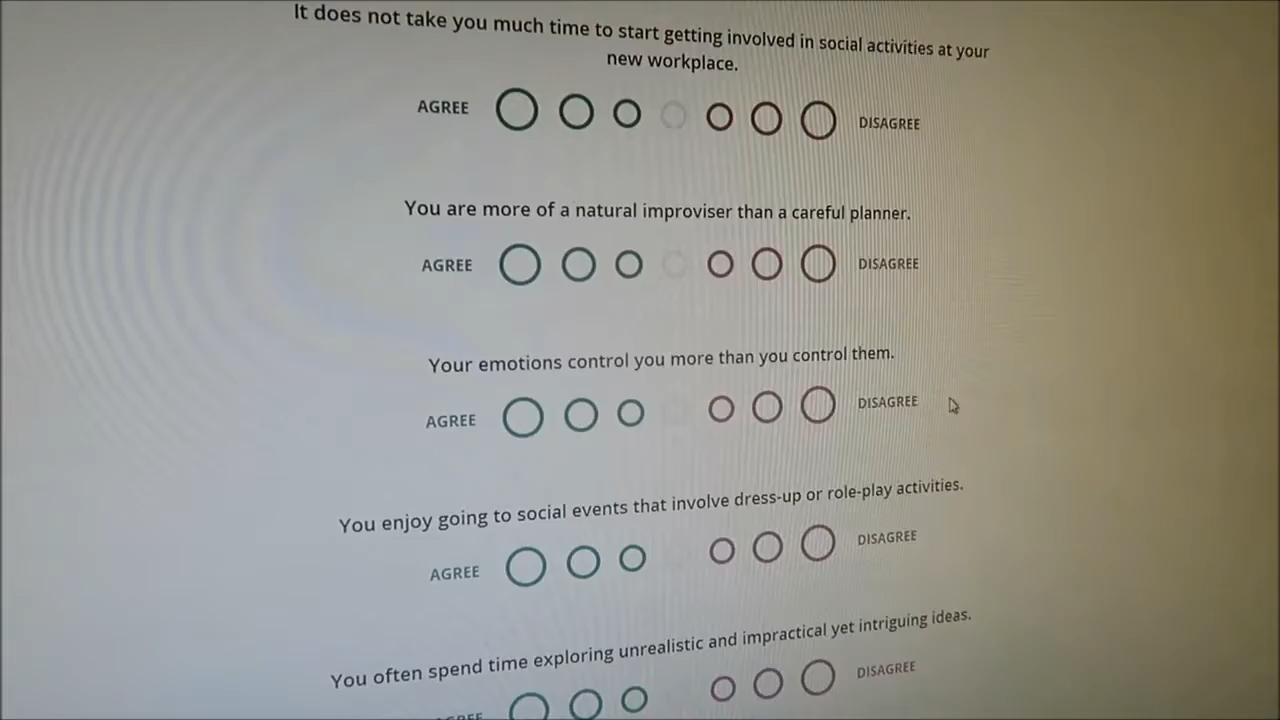 It does not take you much time to start getting involved in social activities at your
new workplace.
AGREE DISAGREE
You are more of a natural improviser than a careful planner.
AGREE DISAGREE
Your emotions control you more than you control them.
AGREE DISAGREE
You enjoy going to social events that involve dress-up or role-play activities.
AGREE DISAGREE
You often spend time exploring unrealistic and impractical yet intriguing ideas.
DISAGREE